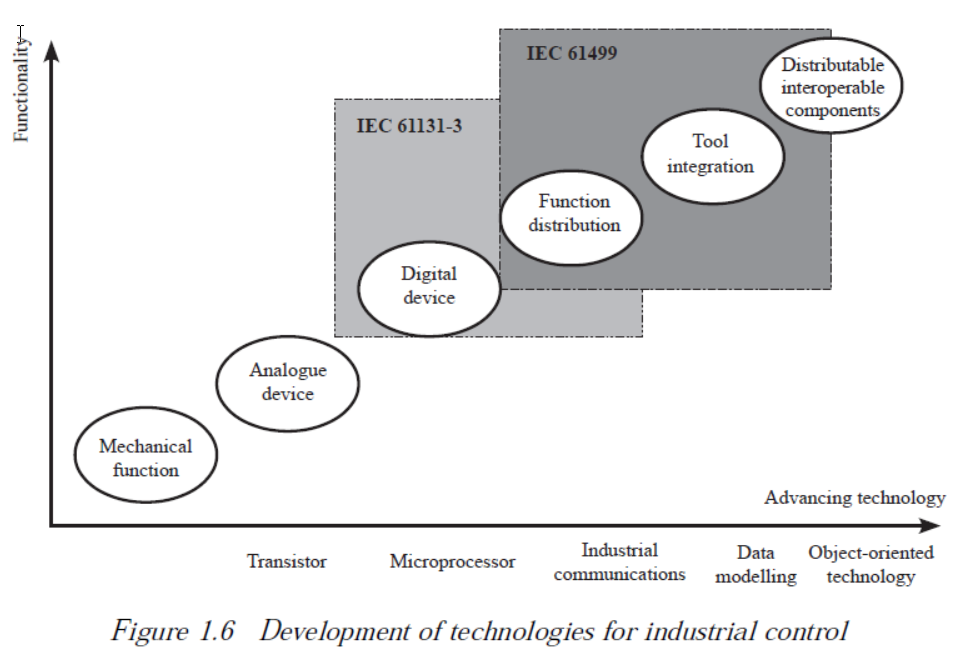 Functionality
IEC 61499
Distributable
interoperable
components
IEC 61131-3
Tool
integration
Function
distribution
Digital
device
Analogue
device
Mechanical
function
Advancing technology
Transistor
Microprocessor
Industrial
communications
Data
modelling
Object-oriented
technology
Figure 1.6 Development of technologies for industrial control